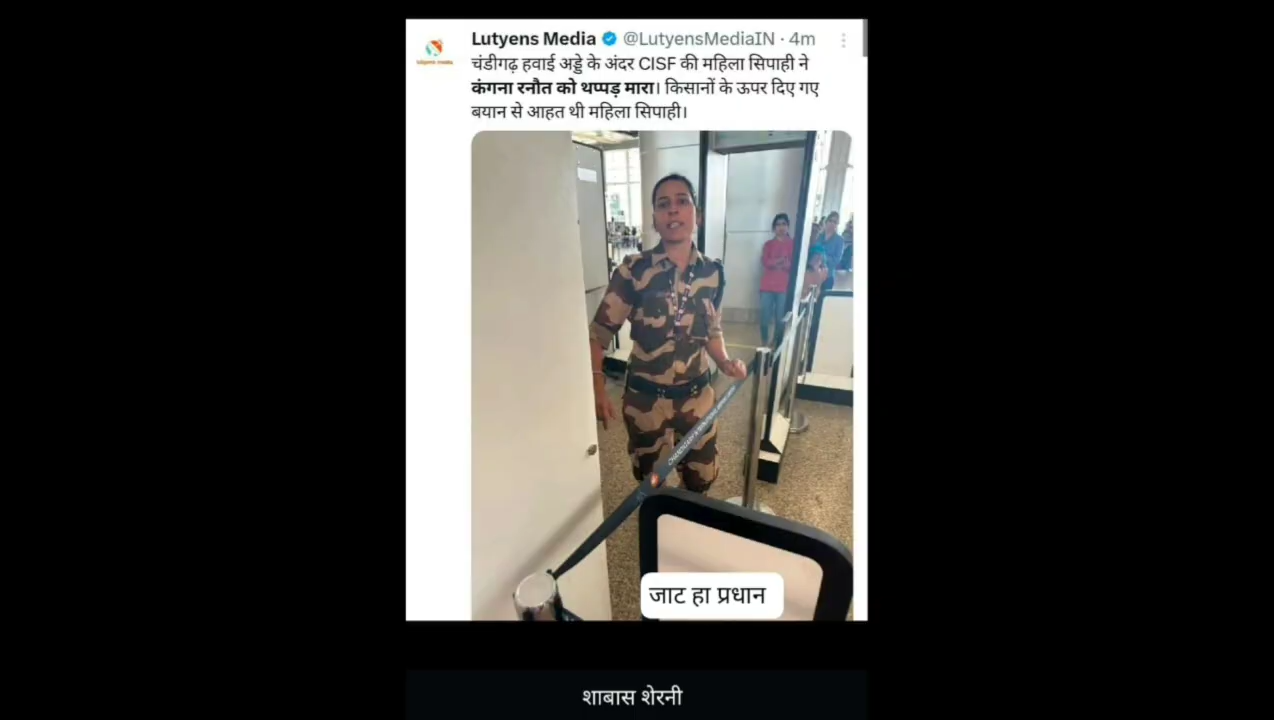 Lutyens Media @LutyensMediaIN · 4m
चंडीगढ़ हवाई अड्डे के अंदर CISF की महिला सिपाही ने
कंगना रनौत को थप्पड़ मारा। किसानों के ऊपर दिए गए
बयान से आहत थी महिला सिपाही।
जाट हा प्रधान
शाबास शेरनी